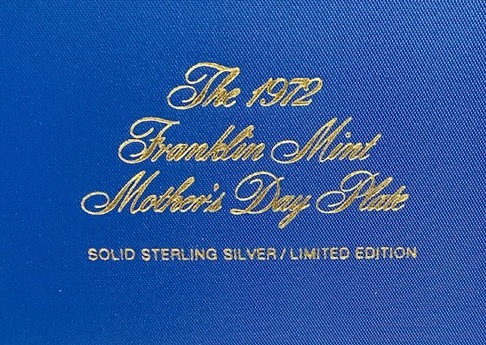 The 1972
Franklin Mint
Mother's Day Plate
SOLID STERLING SILVER / LIMITED EDITION